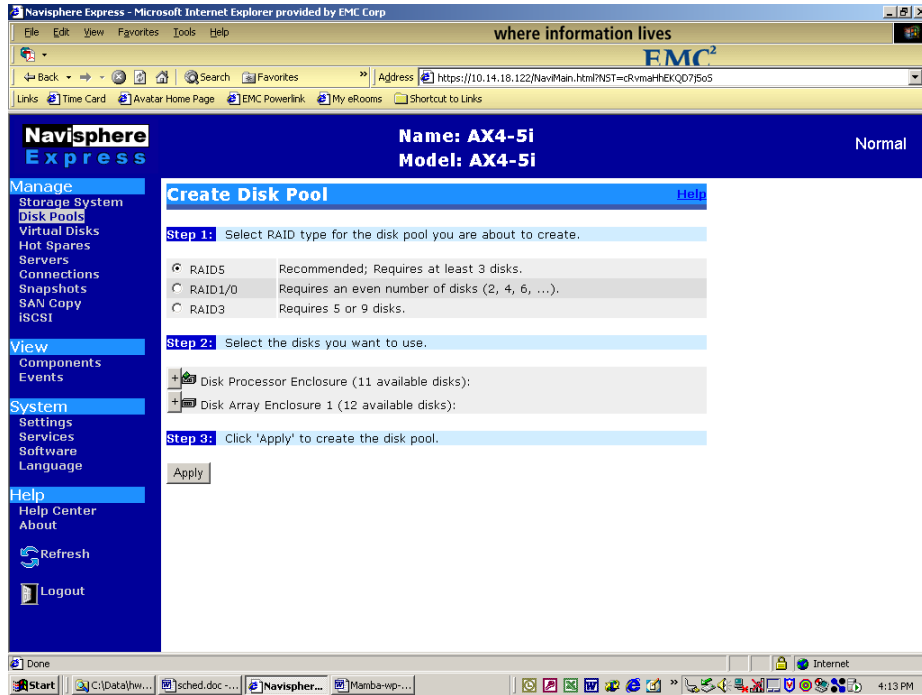 Navisphere Express - Microsoft Internet Explorer provided by EMC Corp
File Edit View Favorites Tools Help
where information lives
EMC²
Back Search Favorites » Address https://10.14.18.122/NaviMain.html?NST=cRvmaHhEKQD7j5oS
Links Time Card Avatar Home Page EMC Powerlink My eRooms Shortcut to Links
Navisphere
Express
Name: AX4-5i
Model: AX4-5i
Normal
Manage
Storage System
Disk Pools
Virtual Disks
Hot Spares
Servers
Connections
Snapshots
SAN Copy
iSCSI
View
Components
Events
System
Settings
Services
Software
Language
Help
Help Center
About
Refresh
Logout
Create Disk Pool Help
Step 1: Select RAID type for the disk pool you are about to create.
RAID5 Recommended; Requires at least 3 disks.
RAID1/0 Requires an even number of disks (2, 4, 6, ...).
RAID3 Requires 5 or 9 disks.
Step 2: Select the disks you want to use.
+ Disk Processor Enclosure (11 available disks):
+ Disk Array Enclosure 1 (12 available disks):
Step 3: Click 'Apply' to create the disk pool.
Apply
Done Internet
Start C:\Data\hw... sched.doc -... Navispher... Mamba-wp-... » 4:13 PM